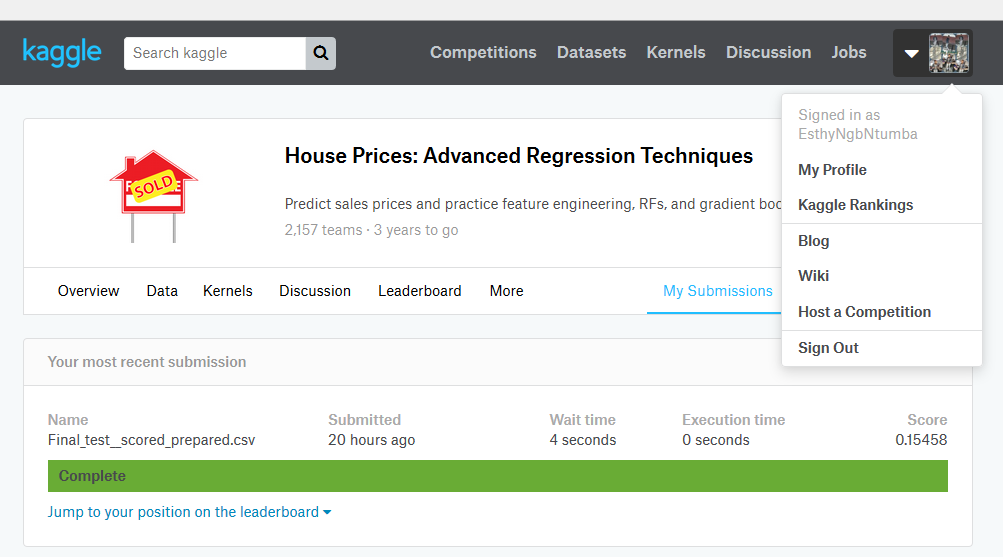 kaggle
Search kaggle
Competitions Datasets Kernels Discussion Jobs
Signed in as
EsthyNgbNtumba
My Profile
Kaggle Rankings
Blog
Wiki
Host a Competition
Sign Out
SOLD
House Prices: Advanced Regression Techniques
Predict sales prices and practice feature engineering, RFs, and gradient
2,157 teams · 3 years to go
Overview Data Kernels Discussion Leaderboard More My Submissions
Your most recent submission
Name Submitted Wait time Execution time Score
Final_test__scored_prepared.csv 20 hours ago 4 seconds 0 seconds 0.15458
Complete
Jump to your position on the leaderboard